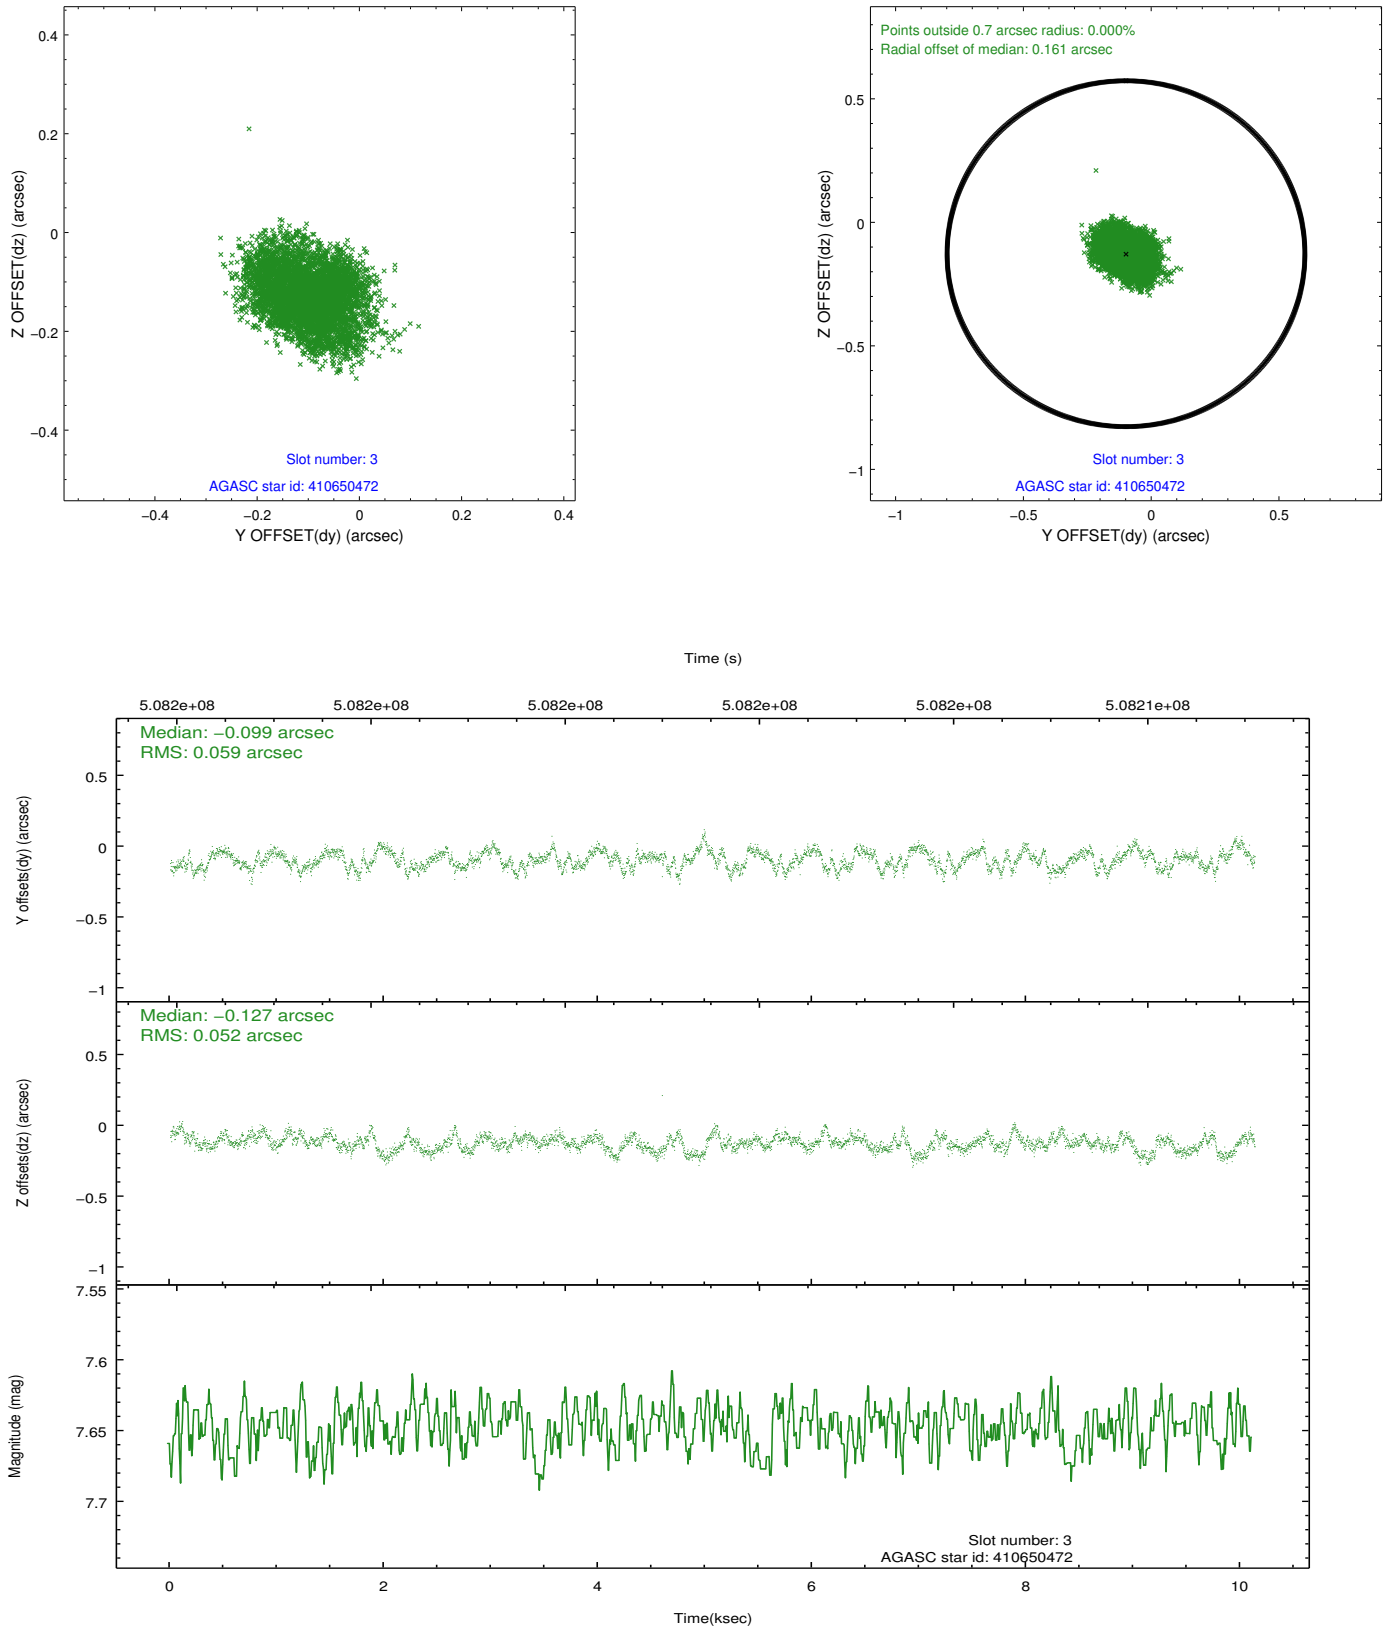 0.4
0.2
0
−0.2
−0.4
Z OFFSET(dz) (arcsec)
Slot number: 3
AGASC star id: 410650472
−0.4 −0.2 0 0.2 0.4
Y OFFSET(dy) (arcsec)
Points outside 0.7 arcsec radius: 0.000%
Radial offset of median: 0.161 arcsec
0.5
0
−0.5
−1
Z OFFSET(dz) (arcsec)
Slot number: 3
AGASC star id: 410650472
−1 −0.5 0 0.5
Y OFFSET(dy) (arcsec)
Time (s)
5.082e+08 5.082e+08 5.082e+08 5.082e+08 5.082e+08 5.0821e+08
Median: −0.099 arcsec
RMS: 0.059 arcsec
0.5
0
−0.5
−1
Y offsets(dy) (arcsec)
Median: −0.127 arcsec
RMS: 0.052 arcsec
0.5
0
−0.5
−1
Z offsets(dz) (arcsec)
7.55
7.6
7.65
7.7
Magnitude (mag)
Slot number: 3
AGASC star id: 410650472
0 2 4 6 8 10
Time(ksec)